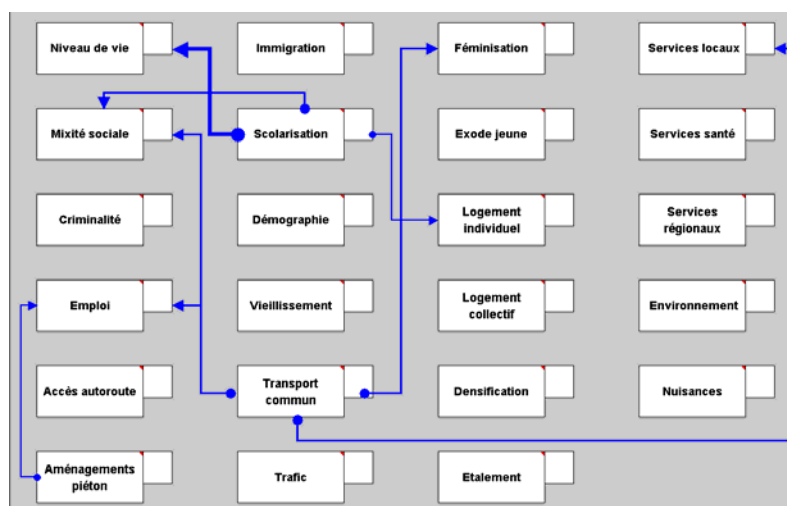 Niveau de vie
Immigration
Féminisation
Services locaux
Mixité sociale
Scolarisation
Exode jeune
Services santé
Criminalité
Démographie
Logement
individuel
Services
régionaux
Emploi
Vieillissement
Logement
collectif
Environnement
Accès autoroute
Transport
commun
Densification
Nuisances
Aménagements
piéton
Trafic
Etalement